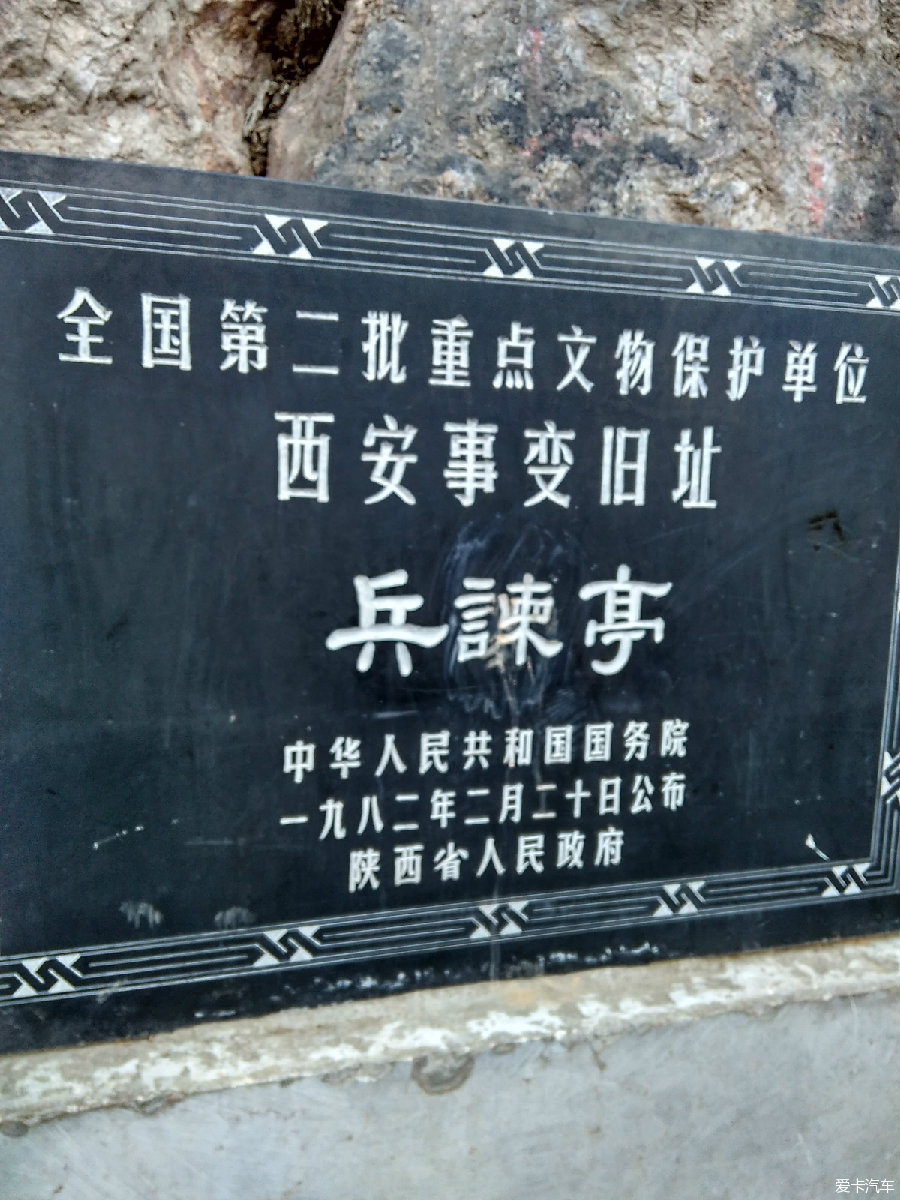 全国第二批重点文物保护单位
西安事变旧址
兵諫亭
中华人民共和国国务院
一九八二年二月二十日公布
陕西省人民政府
爱卡汽车